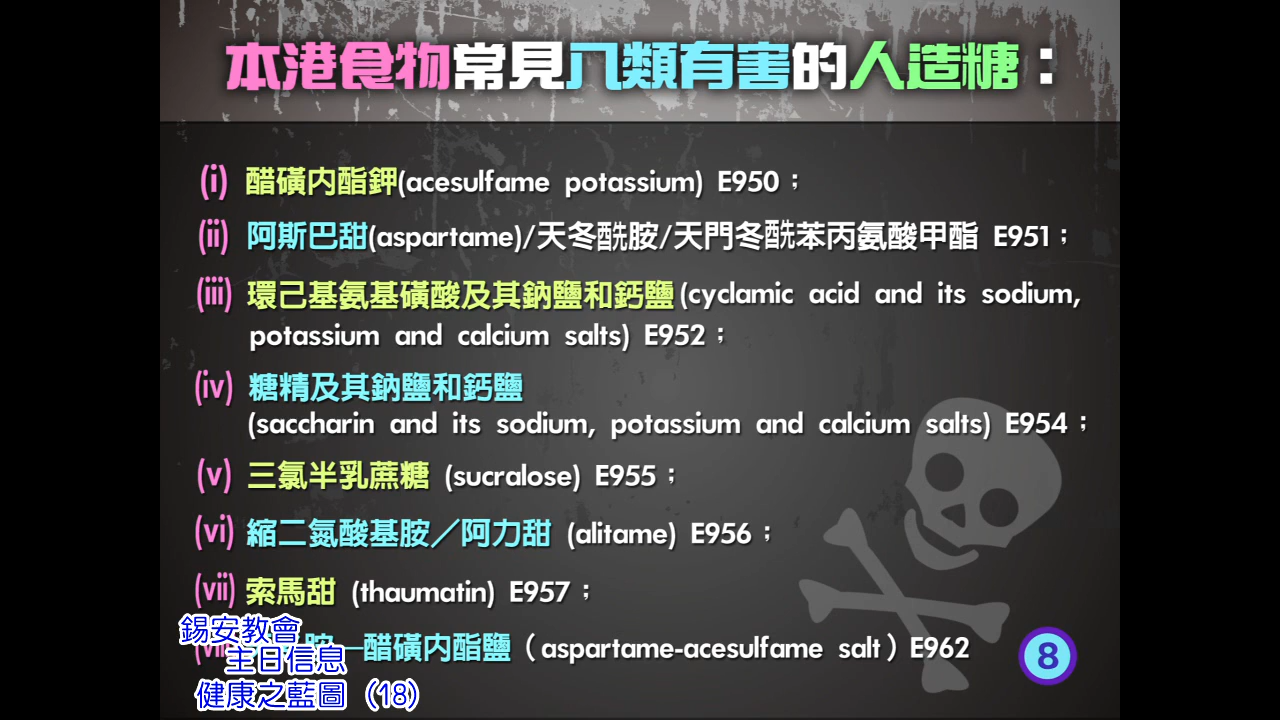 本港食物常見八類有害的人造糖：
(i) 醋磺内酯鉀(acesulfame potassium) E950；
(ii) 阿斯巴甜(aspartame)/天冬酰胺/天門冬酰苯丙氨酸甲酯 E951；
(iii) 環己基氨基磺酸及其鈉鹽和鈣鹽(cyclamic acid and its sodium,
potassium and calcium salts) E952；
(iv) 糖精及其鈉鹽和鈣鹽
(saccharin and its sodium, potassium and calcium salts) E954；
(v) 三氯半乳蔗糖 (sucralose) E955；
(vi) 縮二氮酸基胺／阿力甜 (alitame) E956；
(vii) 索馬甜 (thaumatin) E957；
胺—醋磺内酯鹽（aspartame-acesulfame salt）E962
8
錫安教會
主日信息
健康之藍圖 (18)